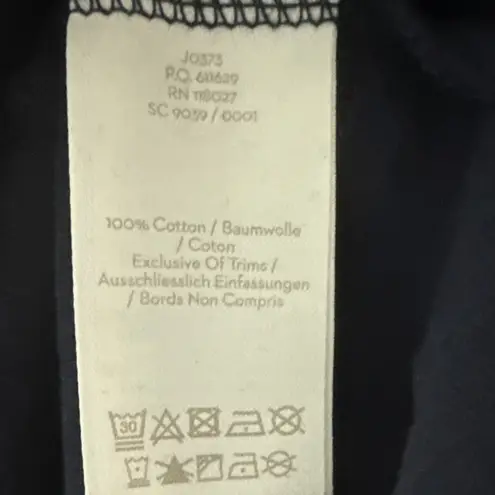 J0373
P.O. 611629
RN 118027
SC 9039 / 0001
100% Cotton / Baumwolle
/ Coton
Exclusive Of Trims /
Ausschliesslich Einfassungen
/ Bords Non Compris
30